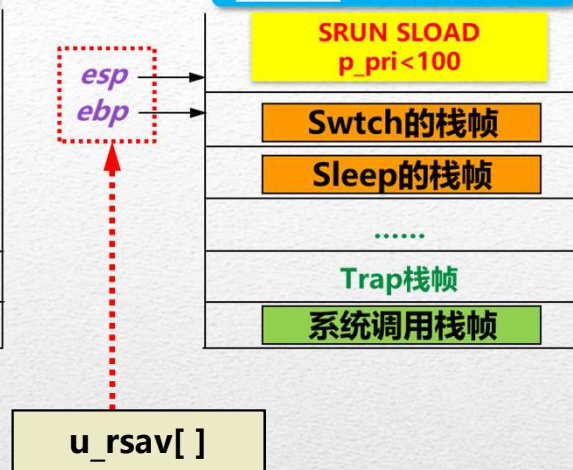 SRUN SLOAD
p_pri<100
esp
ebp
Swtch的栈帧
Sleep的栈帧
......
Trap栈帧
系统调用栈帧
u_rsav[ ]